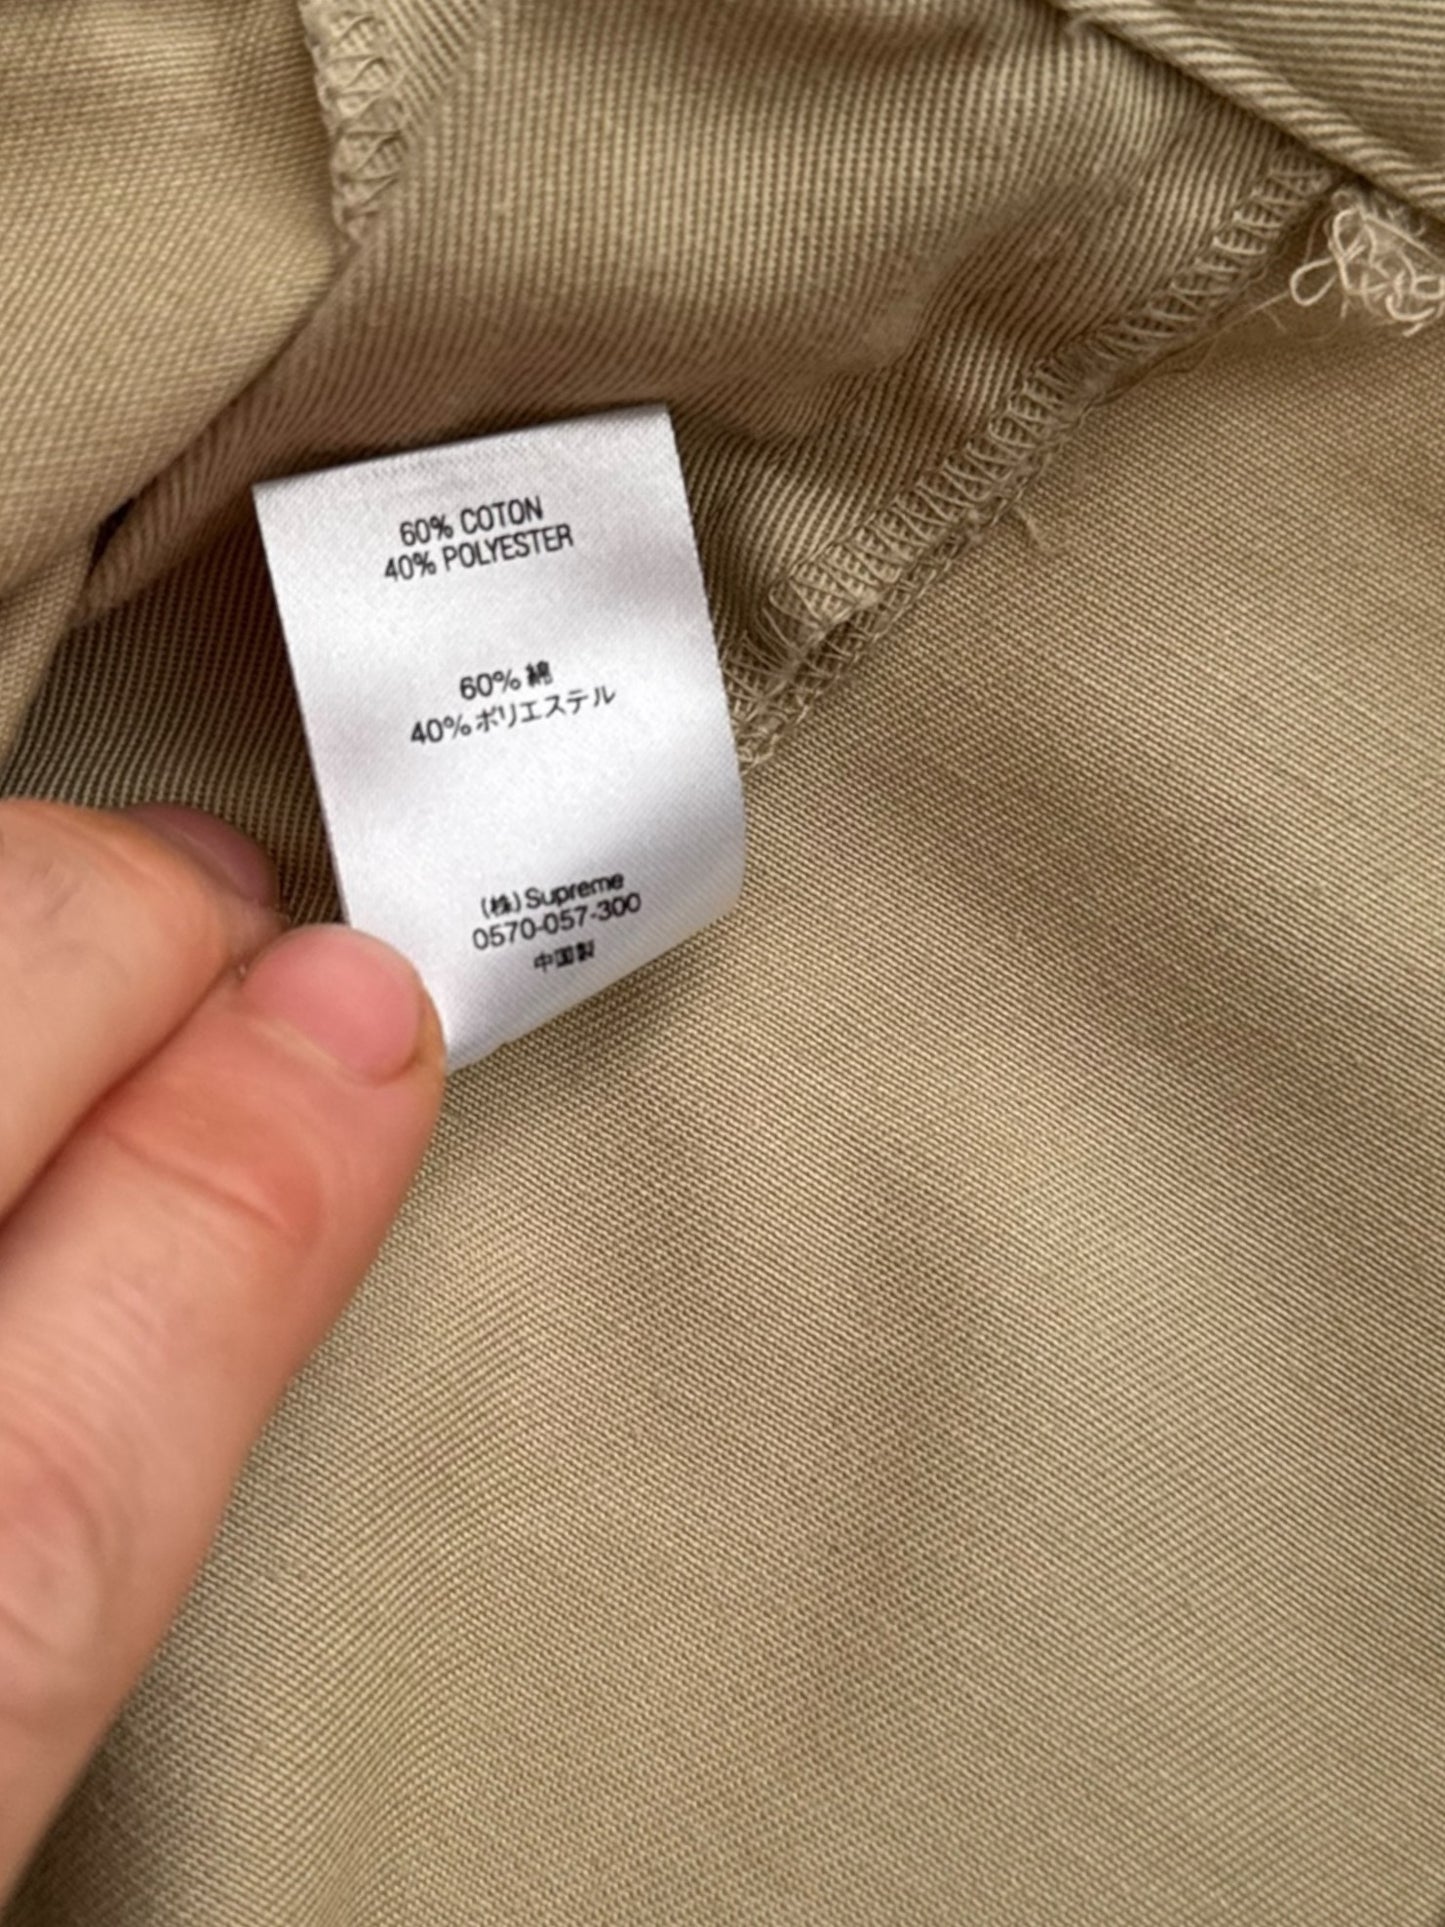 60% COTON
40% POLYESTER
60% 綿
40% ポリエステル
(株) Supreme
0570-057-300
中国製